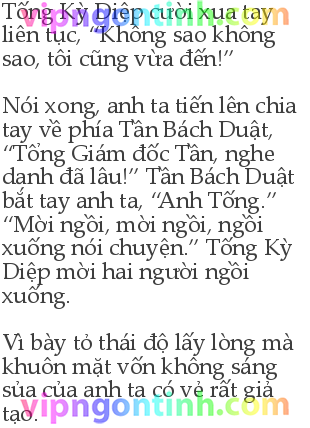 Tống Kỳ Diệp cười xua tay
vipngontinh.com
liên tục, “Không sao không
sao, tôi cũng vừa đến!”
Nói xong, anh ta tiến lên chia
tay về phía Tần Bách Duật,
“Tổng Giám đốc Tần, nghe
danh đã lâu!” Tần Bách Duật
bắt tay anh ta, “Anh Tống.”
“Mời ngồi, mời ngồi, ngồi
xuống nói chuyện.” Tống Kỳ
Diệp mời hai người ngồi
xuống.
Vì bày tỏ thái độ lấy lòng mà
khuôn mặt vốn không sáng
sủa của anh ta có vẻ rất giả
tạo.
vipngontinh.com